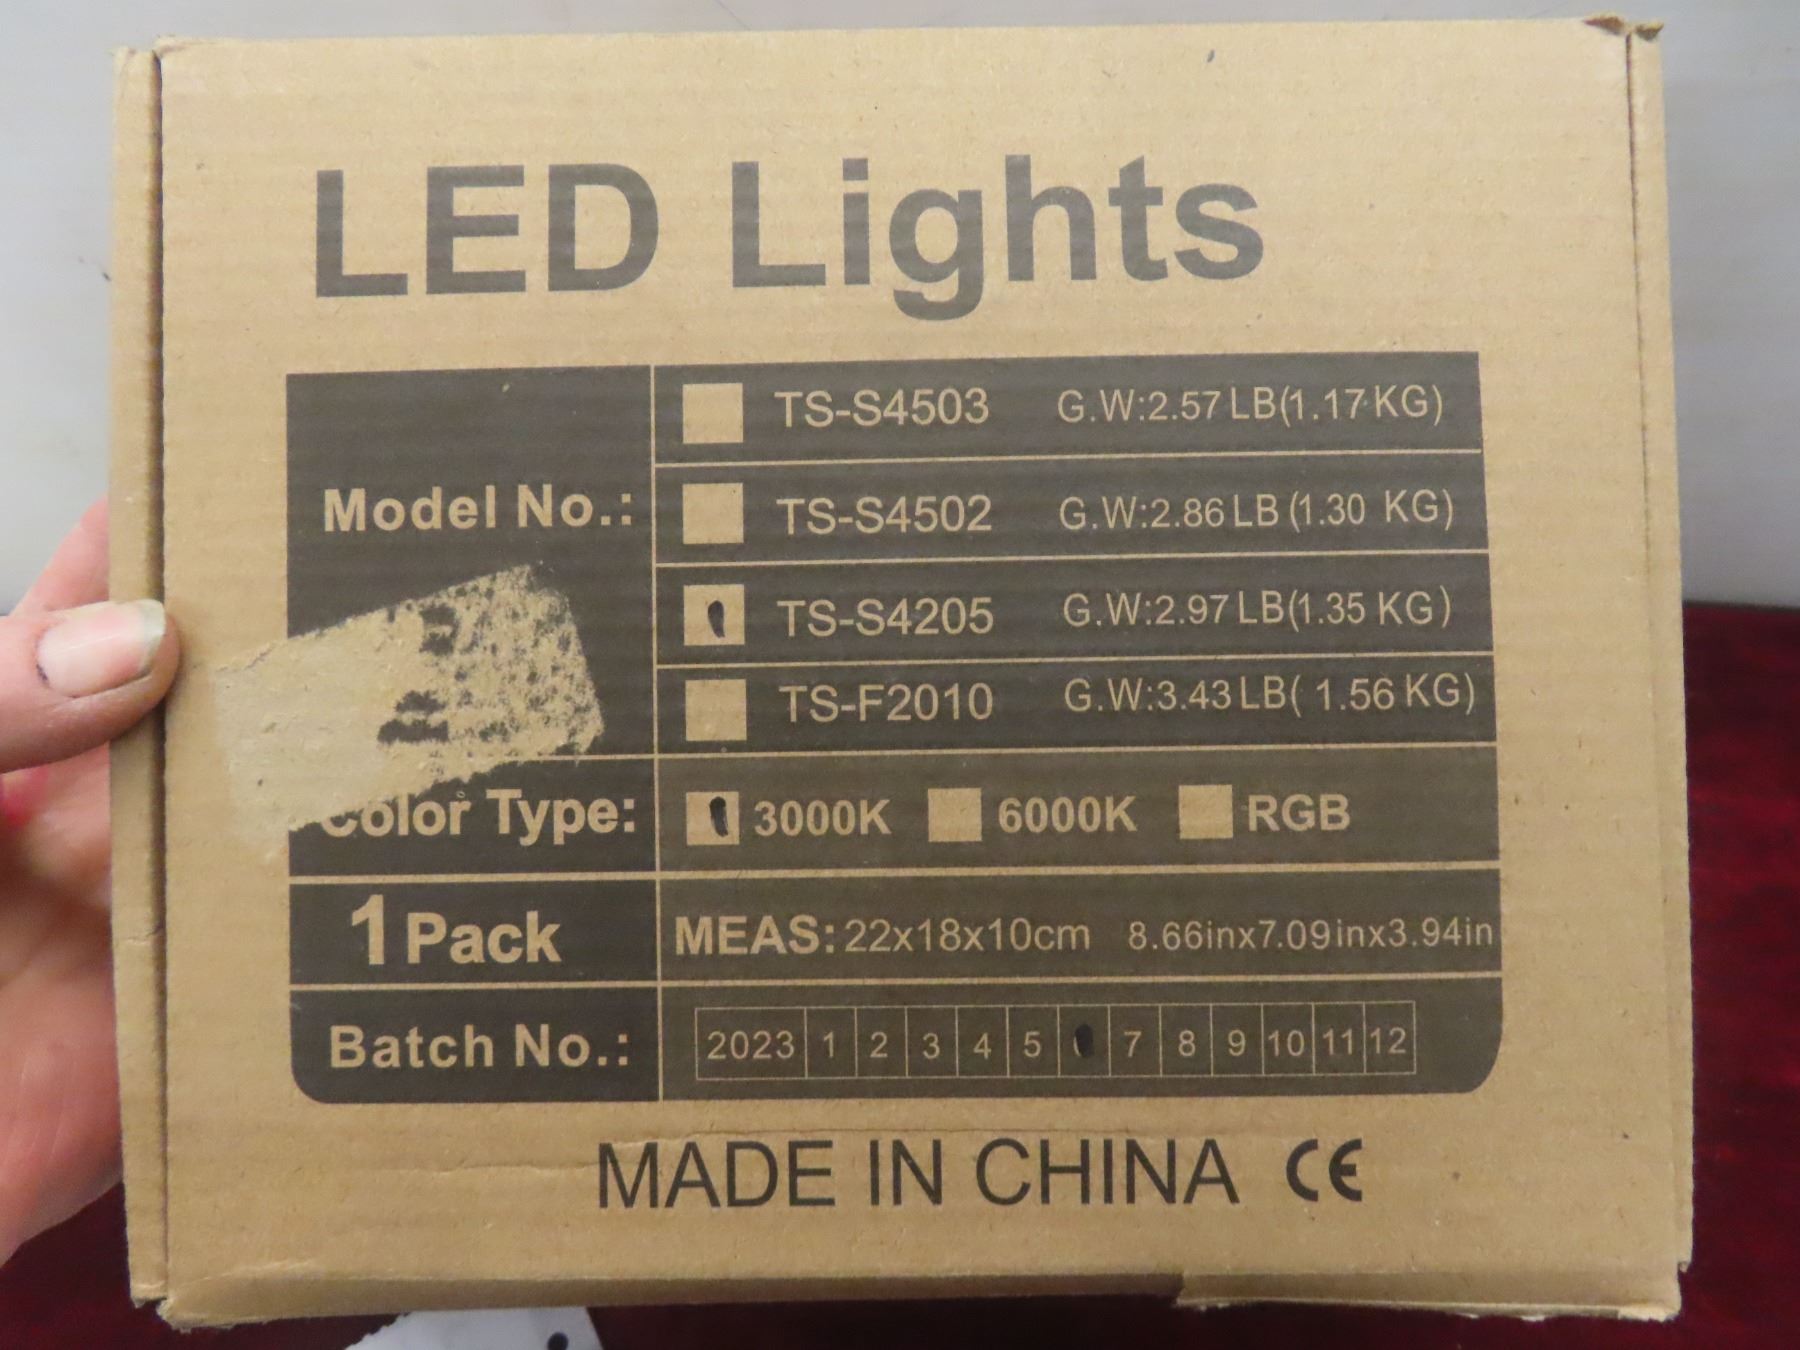 LED Lights
Model No.:
TS-S4503 G.W:2.57 LB(1.17 KG)
TS-S4502 G.W:2.86 LB (1.30 KG)
TS-S4205 G.W:2.97 LB(1.35 KG)
TS-F2010 G.W:3.43 LB( 1.56 KG)
Color Type: 3000K 6000K RGB
1 Pack MEAS: 22x18x10cm 8.66inx7.09inx3.94in
Batch No.: 2023 1 2 3 4 5 7 8 9 10 11 12
MADE IN CHINA CE